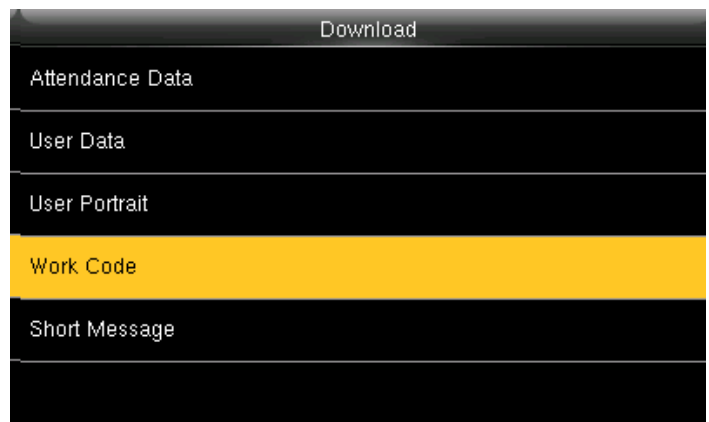 Download
Attendance Data
User Data
User Portrait
Work Code
Short Message